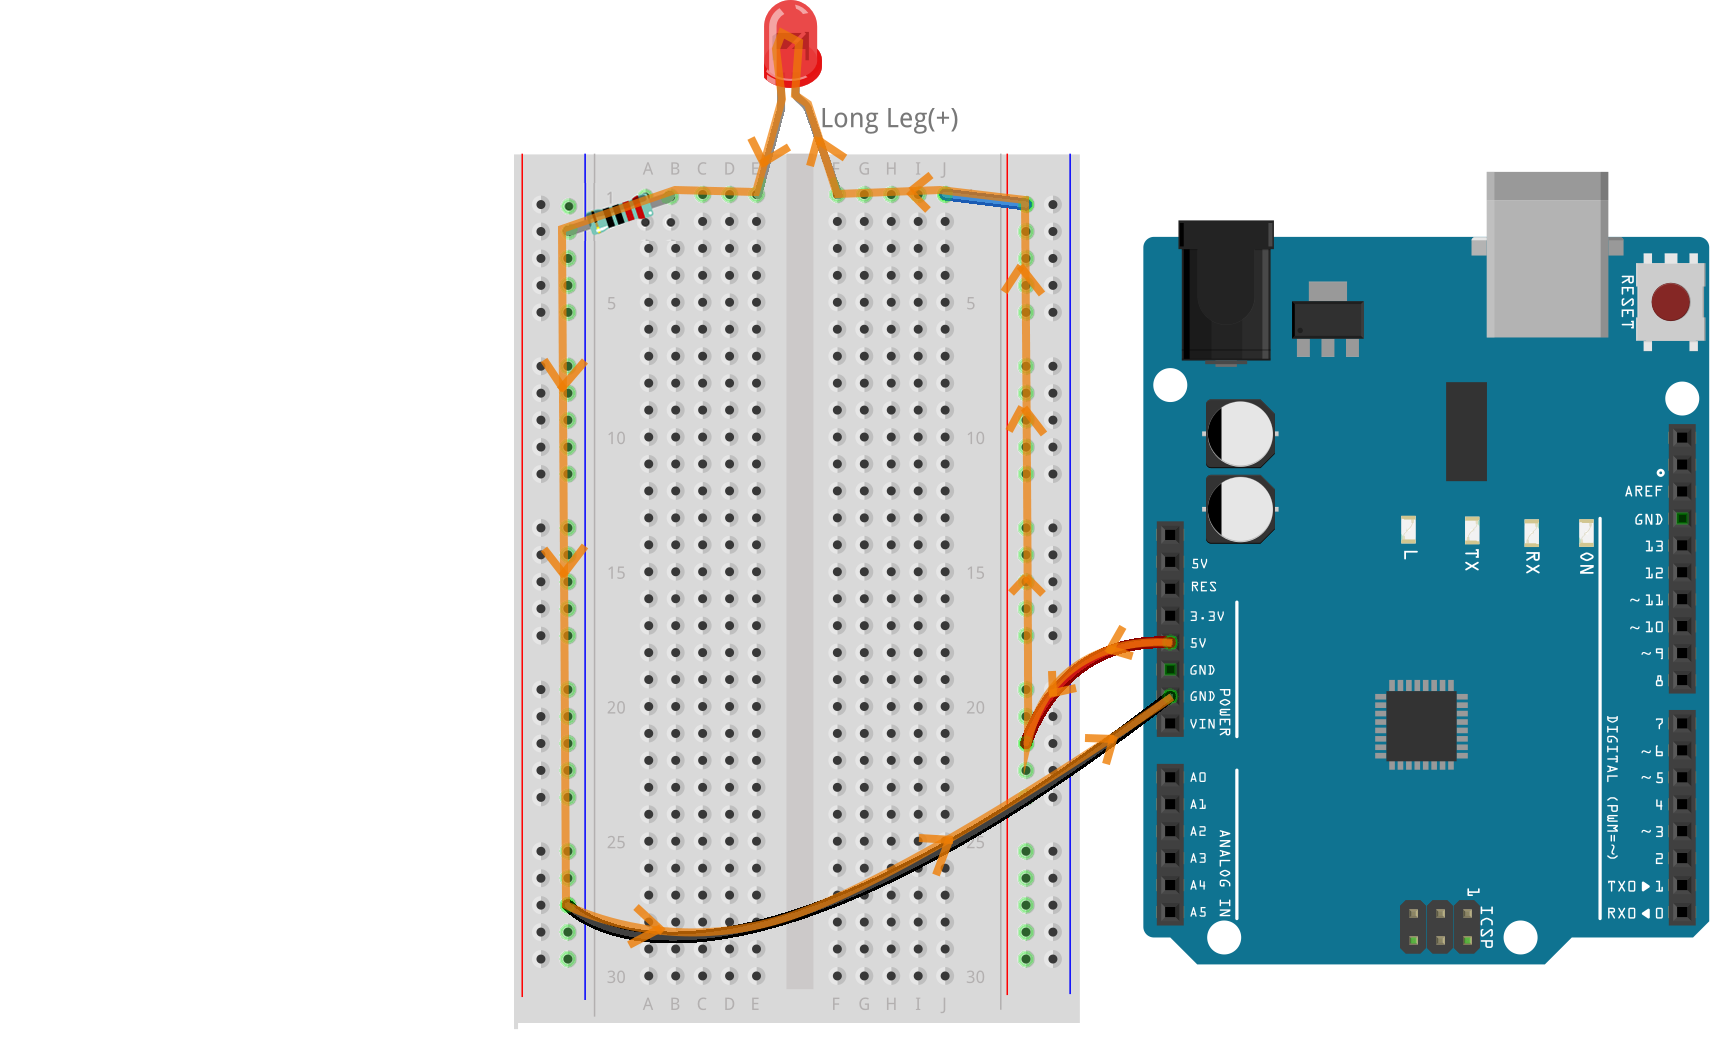 Long Leg(+)
A B C D E F G H I J
1
5 5
10 10
15 15
20 20
25 25
30 30
A B C D E F G H I J
RESET
AREF
GND
13
12
~11
~10
~9
8
7
~6
~5
4
~3
2
TX0▶1
RX0◀0
DIGITAL (PWM=~)
L
TX
RX
ON
5V
RES
3.3V
5V
GND
GND
VIN
POWER
A0
A1
A2
A3
A4
A5
ANALOG IN
1
ICSP